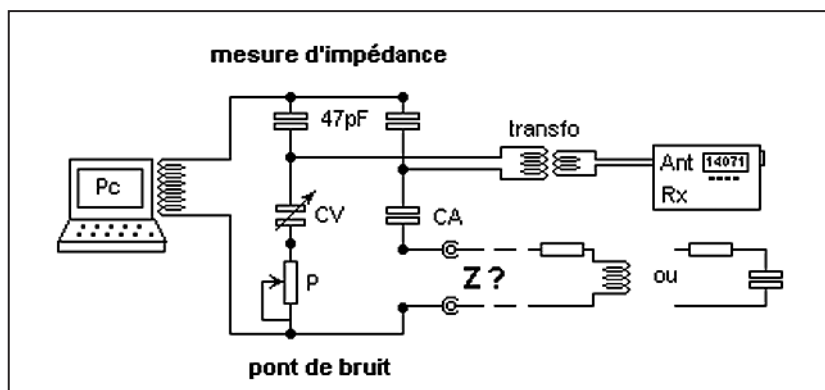 mesure d'impédance
47pF
transfo
Pc
Ant 14071
Rx
CV
CA
P
Z ?
ou
pont de bruit